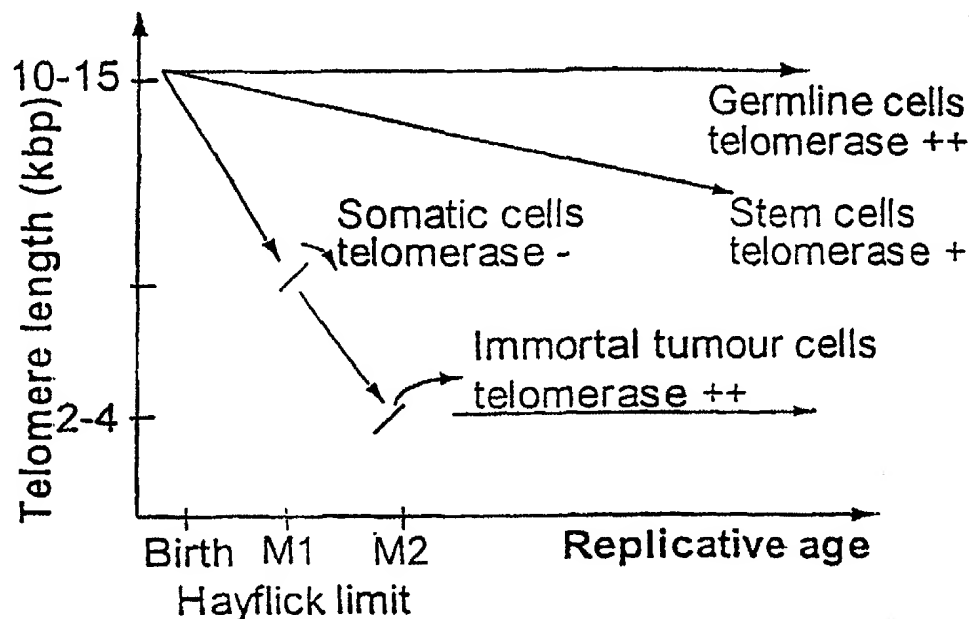 Telomere length (kbp)
10-15
2-4
Germline cells
telomerase ++
Stem cells
telomerase +
Somatic cells
telomerase -
Immortal tumour cells
telomerase ++
Birth M1 M2 Replicative age
Hayflick limit